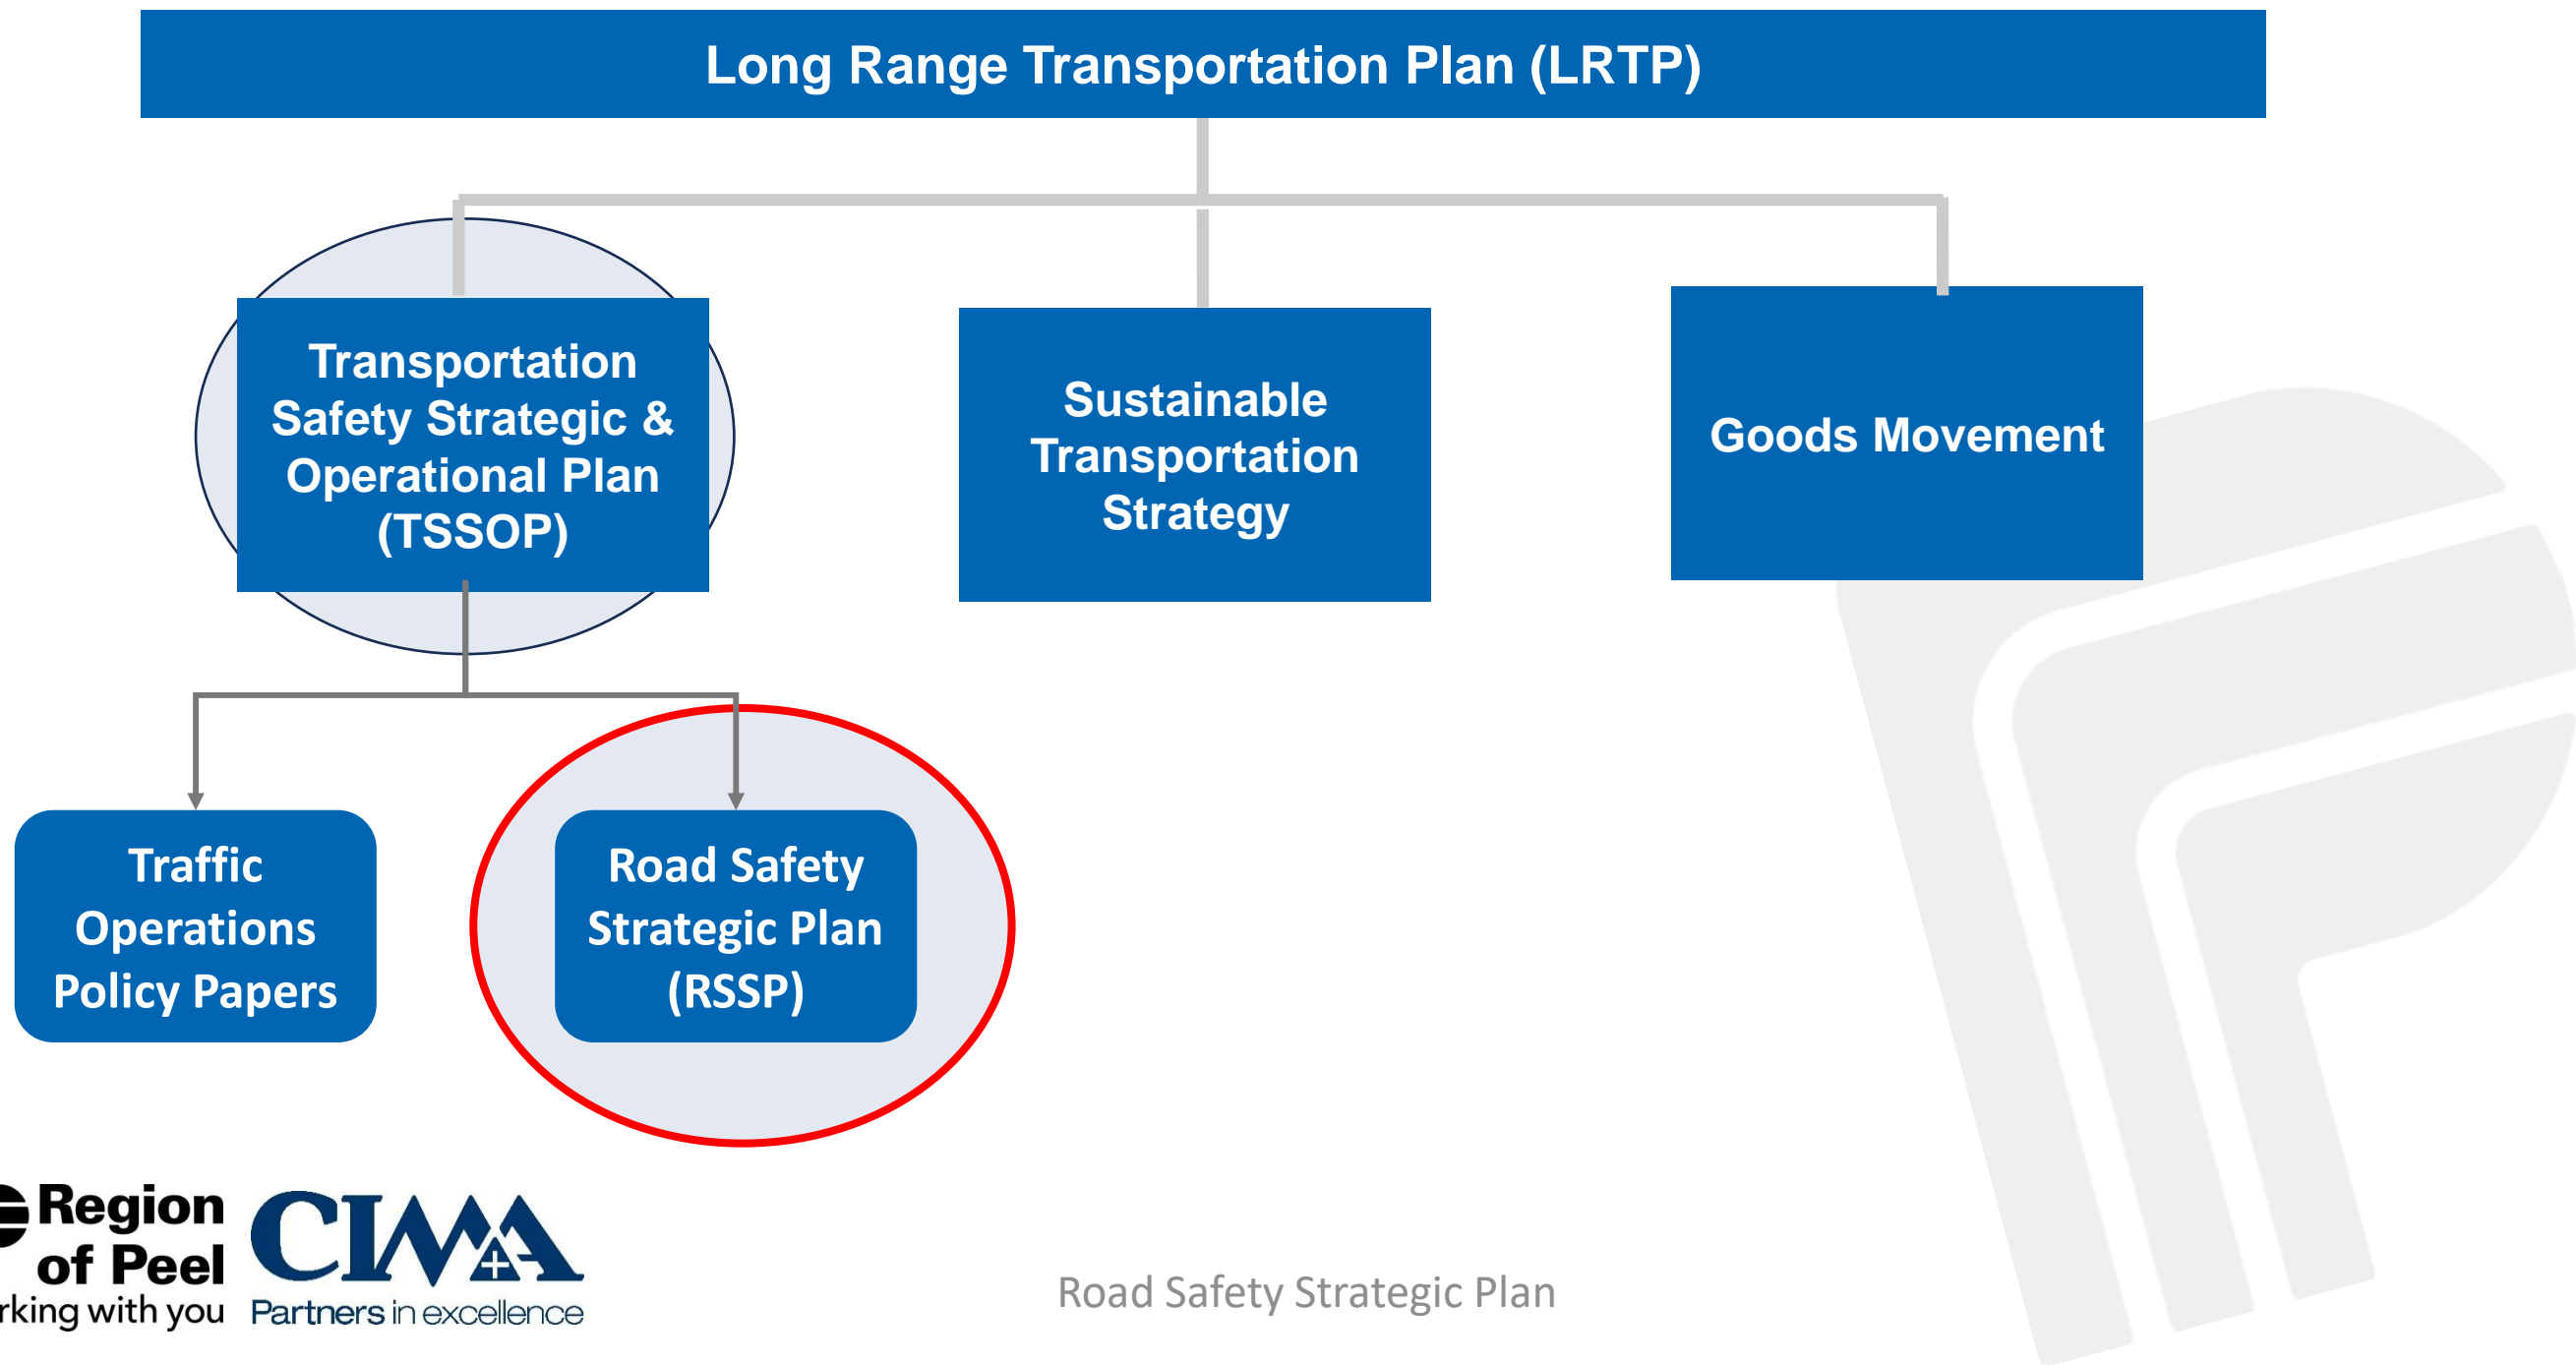 Long Range Transportation Plan (LRTP)
Transportation
Safety Strategic &
Operational Plan
(TSSOP)
Sustainable
Transportation
Strategy
Goods Movement
Traffic
Operations
Policy Papers
Road Safety
Strategic Plan
(RSSP)
Region
of Peel
rking with you
CIMA+
Partners in excellence
Road Safety Strategic Plan